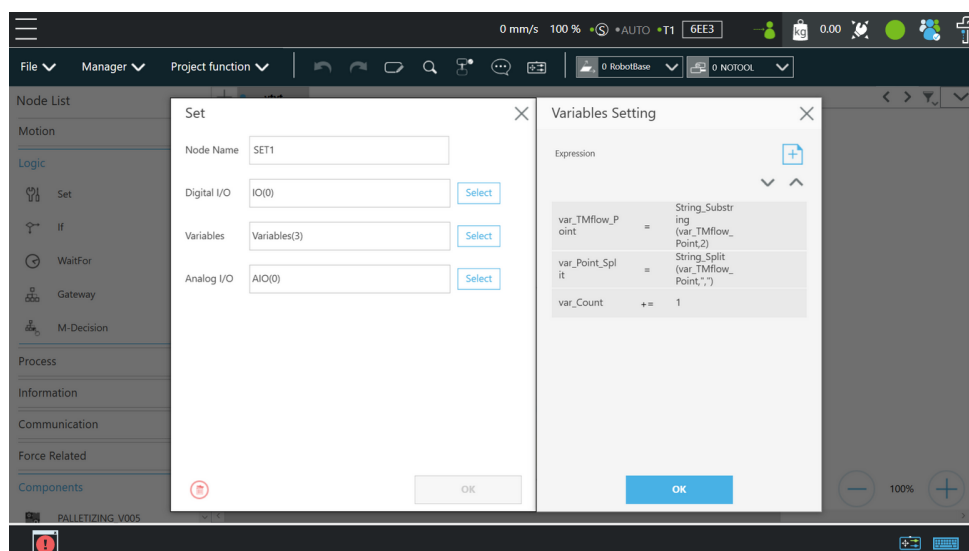 0 mm/s 100 % Ⓢ AUTO T1 6EE3 kg 0.00
File Manager Project function 0 RobotBase 0 NOTOOL
Node List
Motion
Logic
Set
If
WaitFor
Gateway
M-Decision
Process
Information
Communication
Force Related
Components
PALLETIZING_V005
Set
Node Name SET1
Digital I/O IO(0) Select
Variables Variables(3) Select
Analog I/O AIO(0) Select
OK
Variables Setting
Expression
var_TMflow_P
oint
=
String_Substr
ing
(var_TMflow_
Point,2)
var_Point_Spl
it
=
String_Split
(var_TMflow_
Point,",")
var_Count += 1
OK
100%